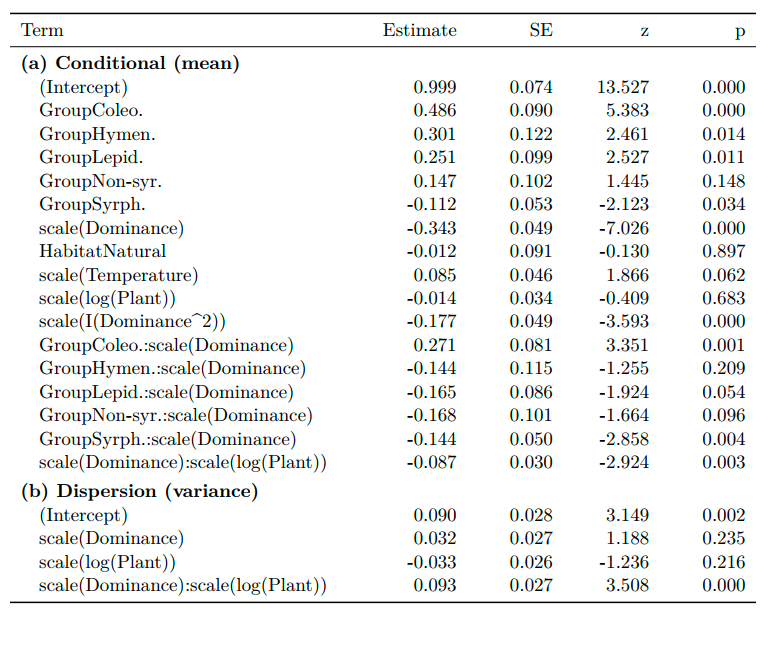 Term Estimate SE z p
(a) Conditional (mean)
(Intercept) 0.999 0.074 13.527 0.000
GroupColeo. 0.486 0.090 5.383 0.000
GroupHymen. 0.301 0.122 2.461 0.014
GroupLepid. 0.251 0.099 2.527 0.011
GroupNon-syr. 0.147 0.102 1.445 0.148
GroupSyrph. -0.112 0.053 -2.123 0.034
scale(Dominance) -0.343 0.049 -7.026 0.000
HabitatNatural -0.012 0.091 -0.130 0.897
scale(Temperature) 0.085 0.046 1.866 0.062
scale(log(Plant)) -0.014 0.034 -0.409 0.683
scale(I(Dominance^2)) -0.177 0.049 -3.593 0.000
GroupColeo.:scale(Dominance) 0.271 0.081 3.351 0.001
GroupHymen.:scale(Dominance) -0.144 0.115 -1.255 0.209
GroupLepid.:scale(Dominance) -0.165 0.086 -1.924 0.054
GroupNon-syr.:scale(Dominance) -0.168 0.101 -1.664 0.096
GroupSyrph.:scale(Dominance) -0.144 0.050 -2.858 0.004
scale(Dominance):scale(log(Plant)) -0.087 0.030 -2.924 0.003
(b) Dispersion (variance)
(Intercept) 0.090 0.028 3.149 0.002
scale(Dominance) 0.032 0.027 1.188 0.235
scale(log(Plant)) -0.033 0.026 -1.236 0.216
scale(Dominance):scale(log(Plant)) 0.093 0.027 3.508 0.000